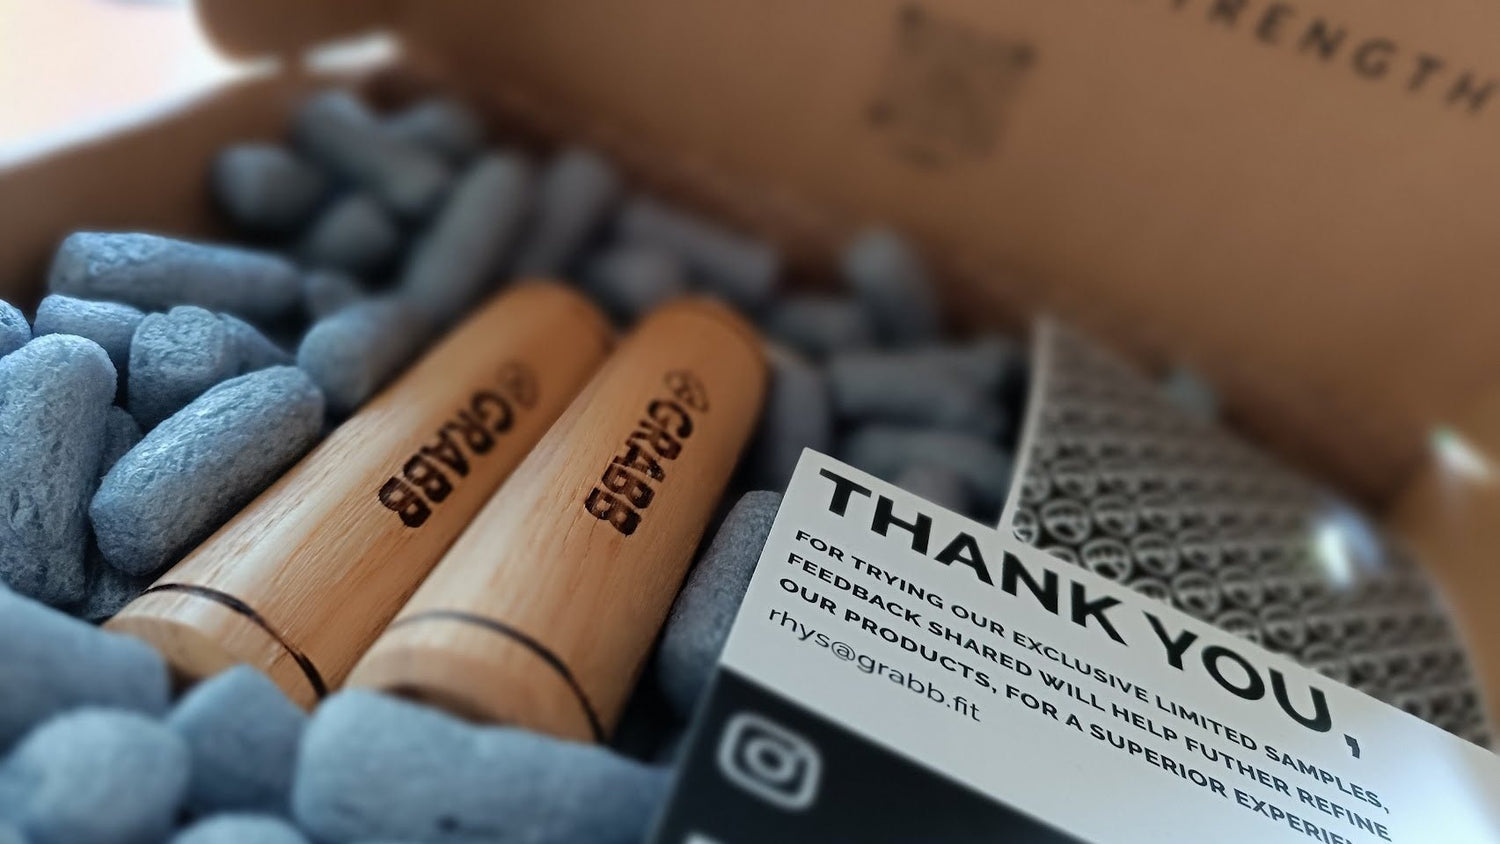 STRENGTH
GRABB
GRABB
THANK YOU,
FOR TRYING OUR EXCLUSIVE LIMITED SAMPLES,
FEEDBACK SHARED WILL HELP FUTHER REFINE
OUR PRODUCTS, FOR A SUPERIOR
rhys@grabb.fit